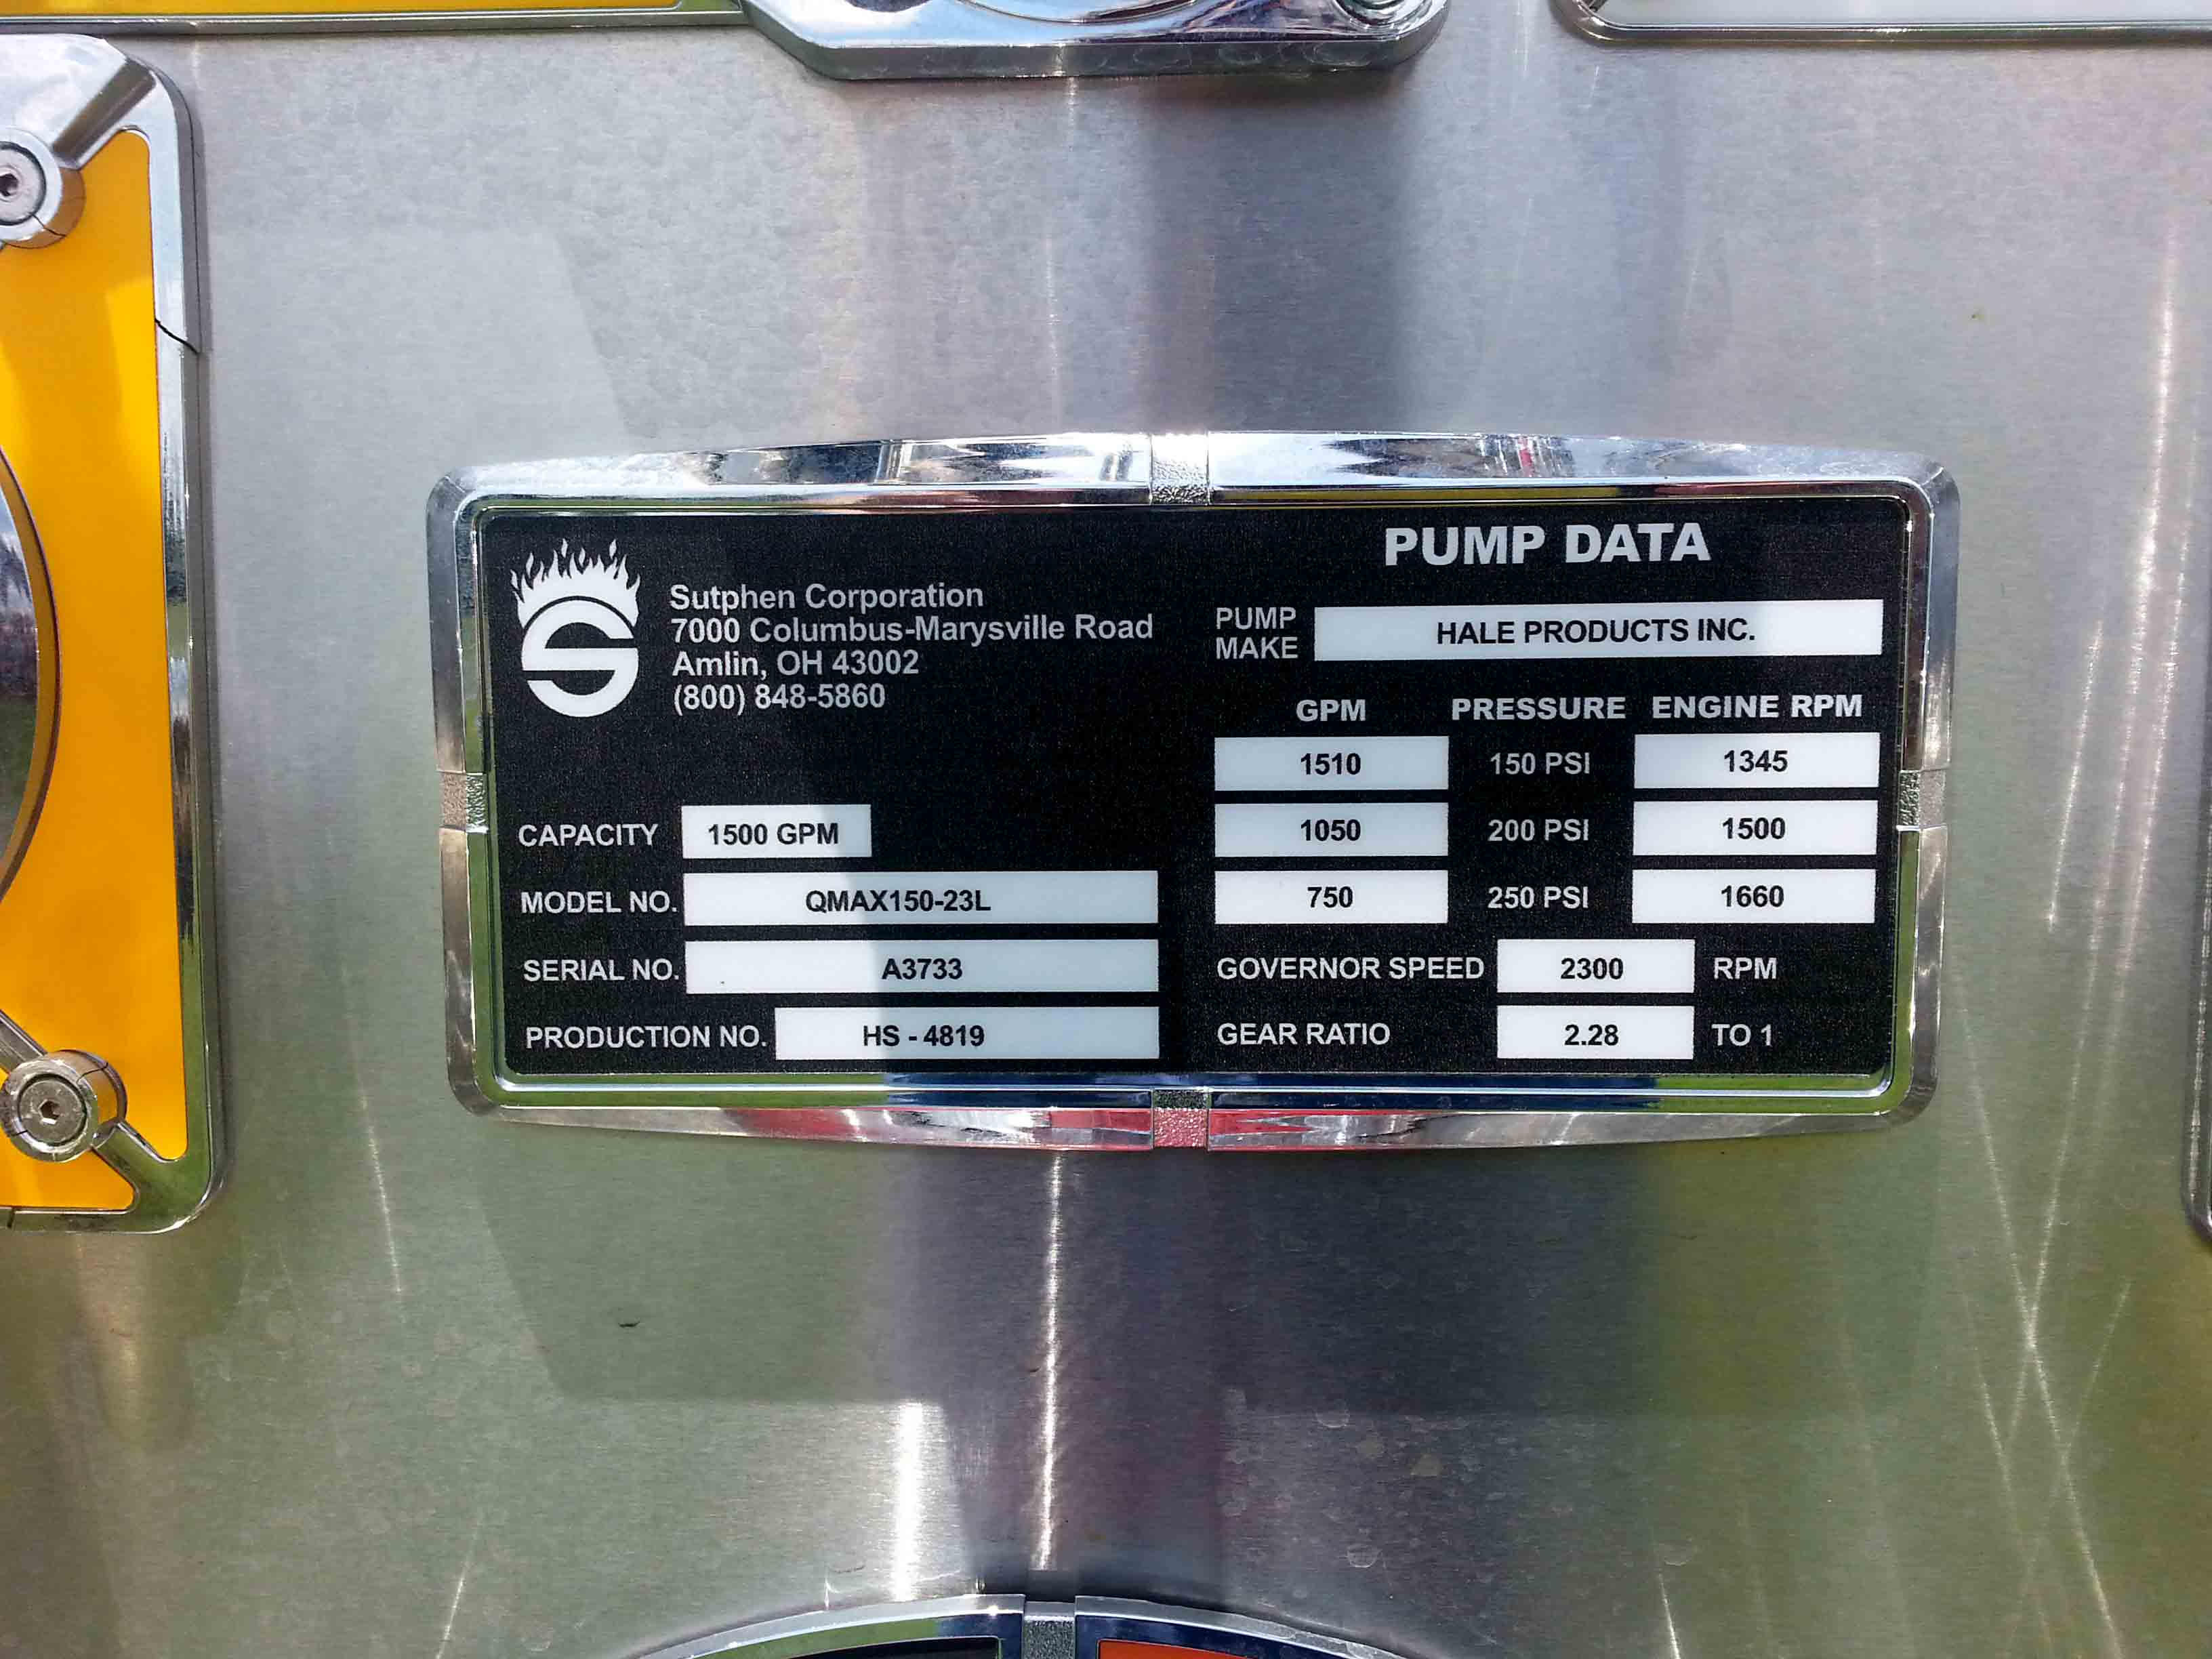 Sutphen Corporation
7000 Columbus-Marysville Road
Amlin, OH 43002
(800) 848-5860
CAPACITY 1500 GPM
MODEL NO. QMAX150-23L
SERIAL NO. A3733
PRODUCTION NO. HS - 4819
PUMP DATA
PUMP MAKE HALE PRODUCTS INC.
GPM PRESSURE ENGINE RPM
1510 150 PSI 1345
1050 200 PSI 1500
750 250 PSI 1660
GOVERNOR SPEED 2300 RPM
GEAR RATIO 2.28 TO 1